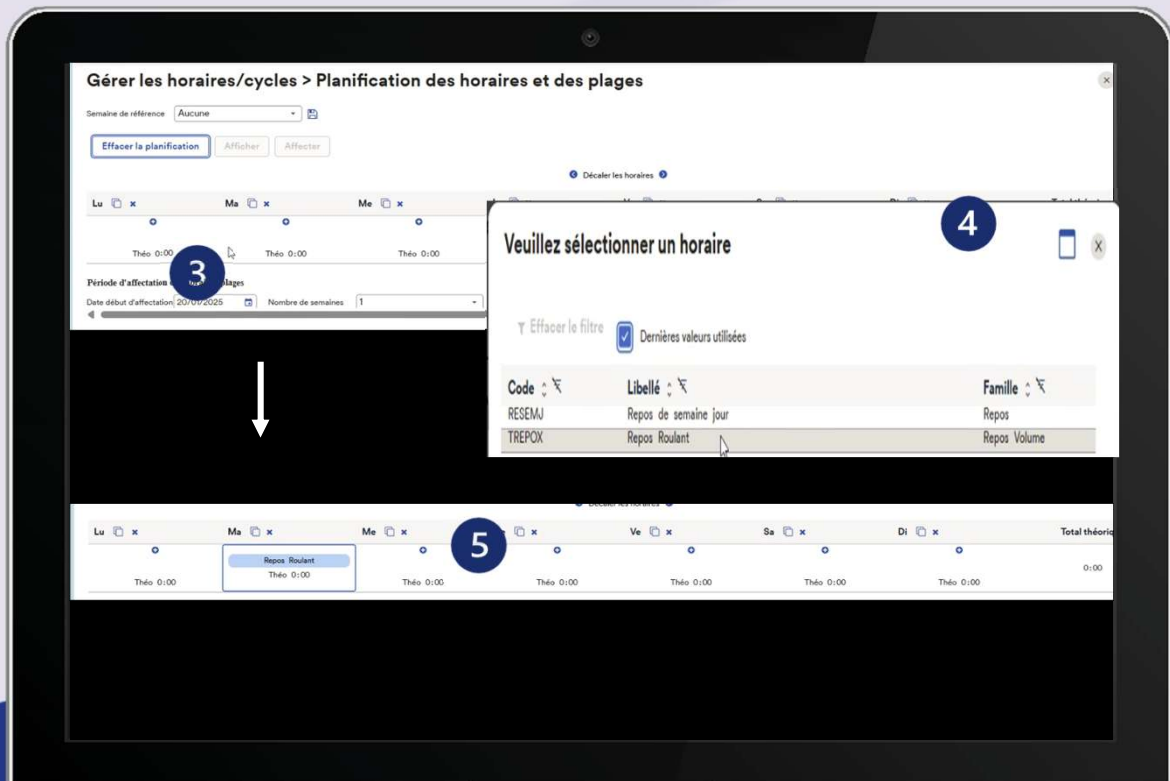 Gérer les horaires/cycles > Planification des horaires et des plages
Semaine de référence Aucune
Effacer la planification Afficher Affecter
Décaler les horaires
Lu Ma Me
Théo 0:00 Théo 0:00 Théo 0:00
3
Période d'affectation plages
Date début d'affectation 20/01/2025 Nombre de semaines 1
4
Veuillez sélectionner un horaire
Effacer le filtre Dernières valeurs utilisées
Code Libellé Famille
RESEMJ Repos de semaine jour Repos
TREPOX Repos Roulant Repos Volume
Lu Ma Me 5 Ve Sa Di Total théoriq
Repos Roulant
Théo 0:00 Théo 0:00 Théo 0:00 Théo 0:00 Théo 0:00 Théo 0:00 Théo 0:00 0:00